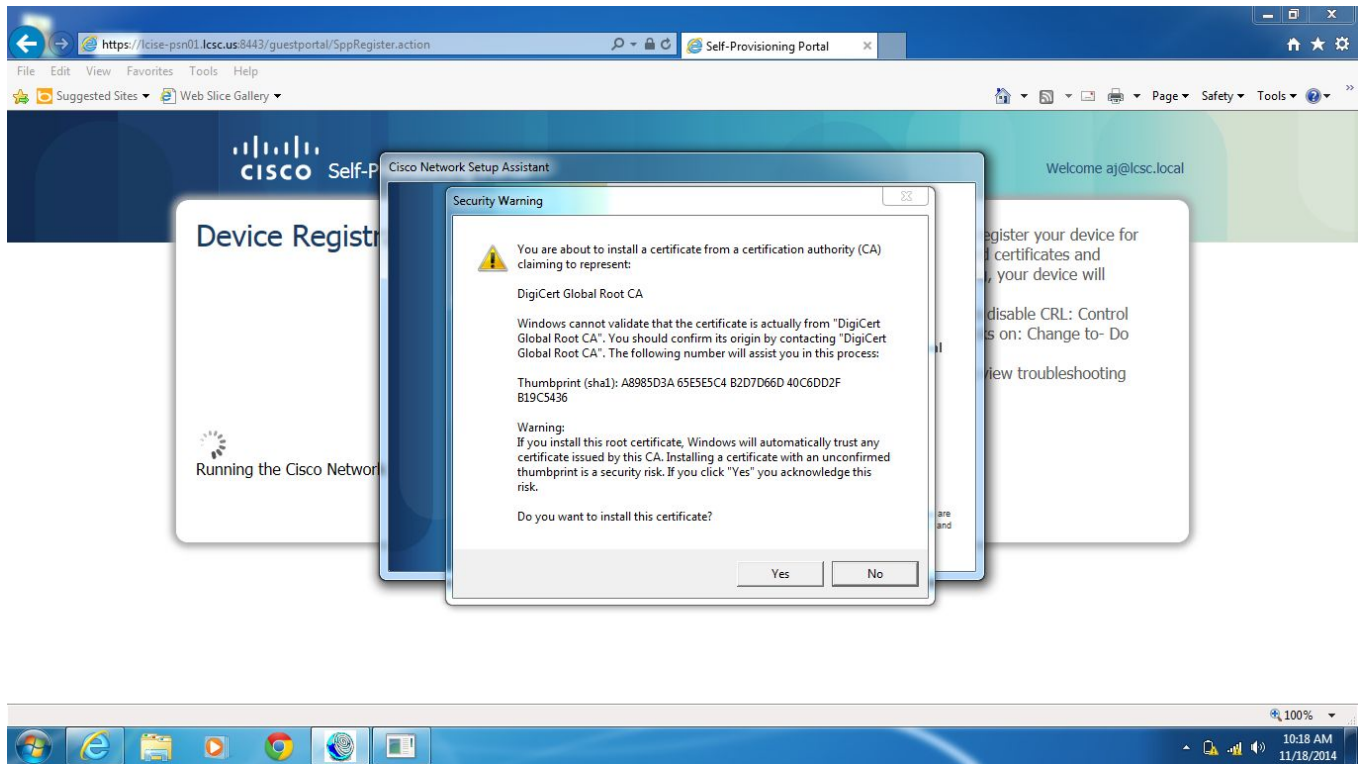 https://lcise-psn01.lcsc.us:8443/guestportal/SppRegister.action
Self-Provisioning Portal
File Edit View Favorites Tools Help
Suggested Sites Web Slice Gallery
Page Safety Tools
CISCO Self-P
Cisco Network Setup Assistant
Welcome aj@lcsc.local
Security Warning
Device Registr
You are about to install a certificate from a certification authority (CA)
claiming to represent:
DigiCert Global Root CA
Windows cannot validate that the certificate is actually from "DigiCert
Global Root CA". You should confirm its origin by contacting "DigiCert
Global Root CA". The following number will assist you in this process:
Thumbprint (sha1): A8985D3A 65E5E5C4 B2D7D66D 40C6DD2F
B19C5436
Warning:
If you install this root certificate, Windows will automatically trust any
certificate issued by this CA. Installing a certificate with an unconfirmed
thumbprint is a security risk. If you click "Yes" you acknowledge this
risk.
Do you want to install this certificate?
Yes No
egister your device for
certificates and
, your device will
disable CRL: Control
s on: Change to- Do
view troubleshooting
are
and
Running the Cisco Networ
100%
10:18 AM
11/18/2014